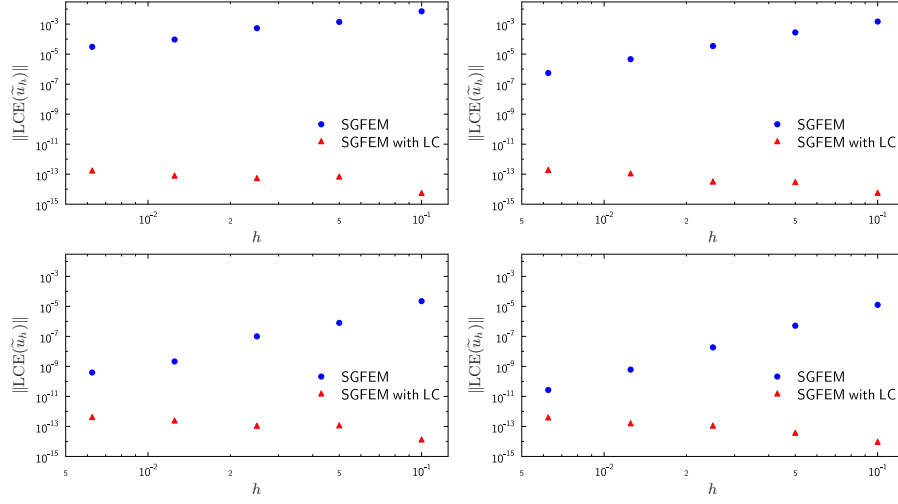 10⁻³
10⁻⁵
10⁻⁷
10⁻⁹
10⁻¹¹
10⁻¹³
10⁻¹⁵
|||LCE(ũ_h)|||
SGFEM
SGFEM with LC
10⁻² 2 5 10⁻¹
h
10⁻³
10⁻⁵
10⁻⁷
10⁻⁹
10⁻¹¹
10⁻¹³
10⁻¹⁵
|||LCE(ũ_h)|||
SGFEM
SGFEM with LC
10⁻² 2 5 10⁻¹
h
10⁻³
10⁻⁵
10⁻⁷
10⁻⁹
10⁻¹¹
10⁻¹³
10⁻¹⁵
|||LCE(ũ_h)|||
SGFEM
SGFEM with LC
5 10⁻² 2 5 10⁻¹
h
10⁻³
10⁻⁵
10⁻⁷
10⁻⁹
10⁻¹¹
10⁻¹³
10⁻¹⁵
|||LCE(ũ_h)|||
SGFEM
SGFEM with LC
5 10⁻² 2 5 10⁻¹
h